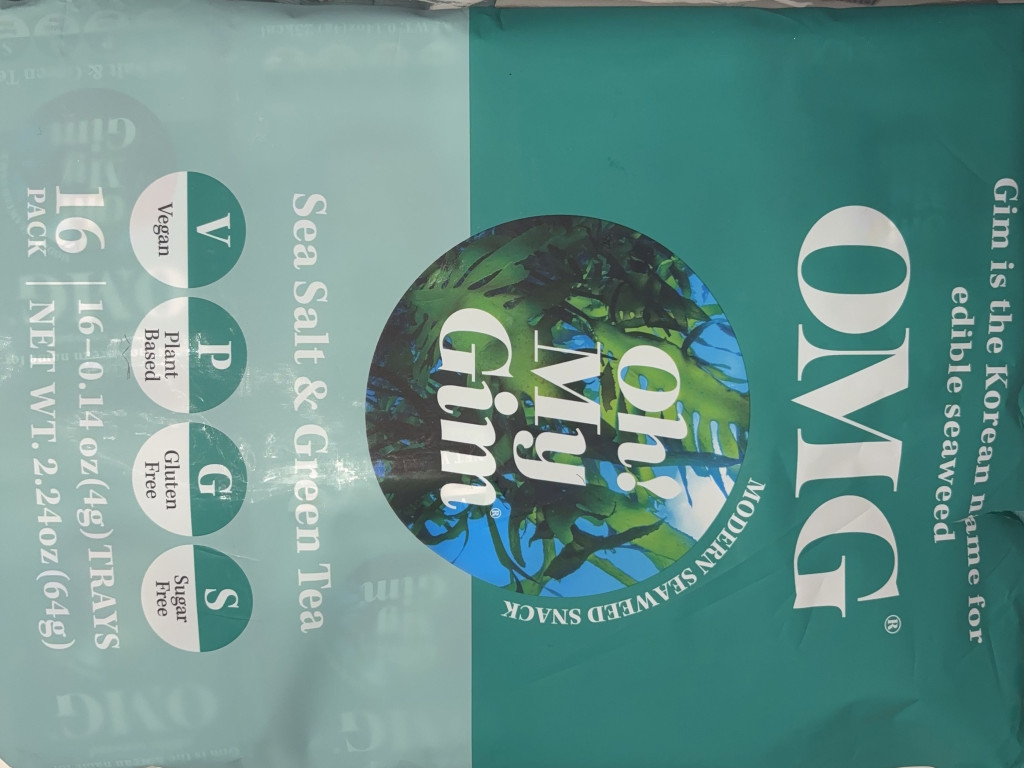 Gim is the Korean name for
edible seaweed
OMG®
Oh!
My
Gim®
MODERN SEAWEED SNACK
Sea Salt & Green Tea
V
Vegan
P
Plant
Based
G
Gluten
Free
S
Sugar
Free
16
PACK
16-0.14 oz(4g) TRAYS
NET WT. 2.24oz(64g)